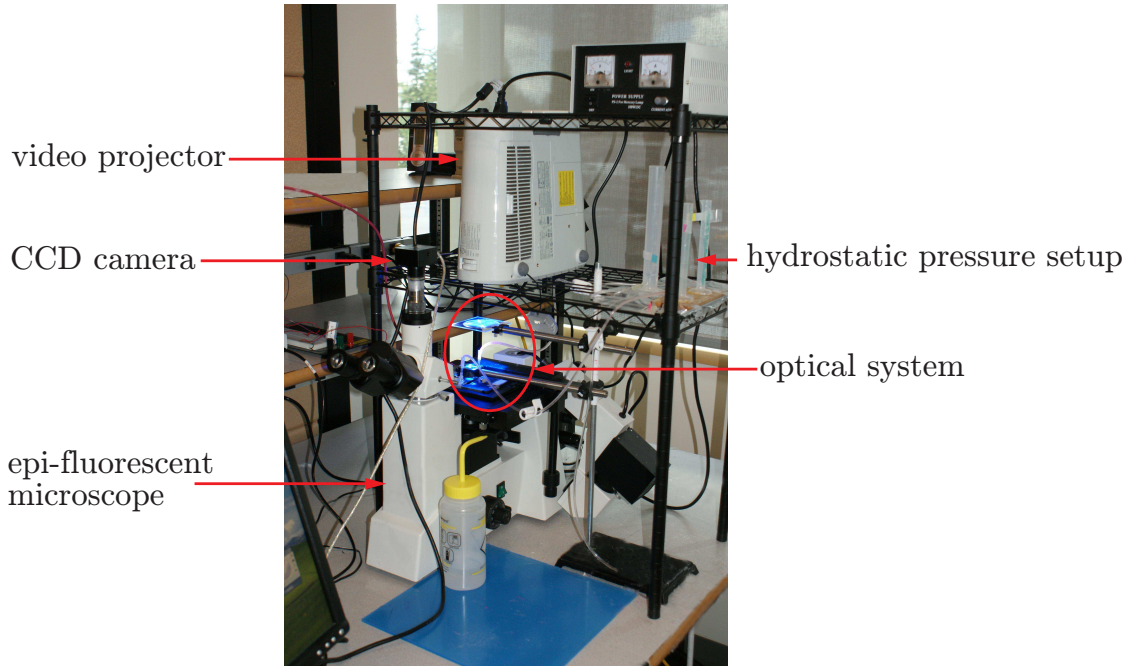 POWER SUPPLY
video projector
CCD camera
hydrostatic pressure setup
optical system
epi-fluorescent
microscope